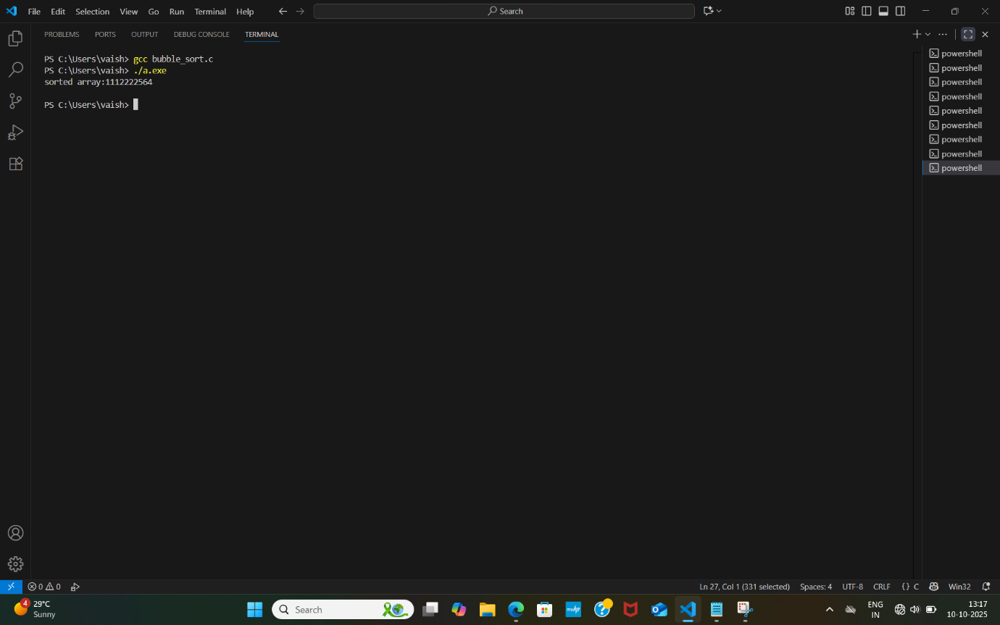 File Edit Selection View Go Run Terminal Help
Search
PROBLEMS PORTS OUTPUT DEBUG CONSOLE TERMINAL
PS C:\Users\vaish> gcc bubble_sort.c
PS C:\Users\vaish> ./a.exe
sorted array:1112222564
PS C:\Users\vaish>
powershell
powershell
powershell
powershell
powershell
powershell
powershell
powershell
powershell
0 0
Ln 27, Col 1 (331 selected) Spaces: 4 UTF-8 CRLF {} C Win32
4 29°C
Sunny
Search
myhp
ENG
IN
13:17
10-10-2025